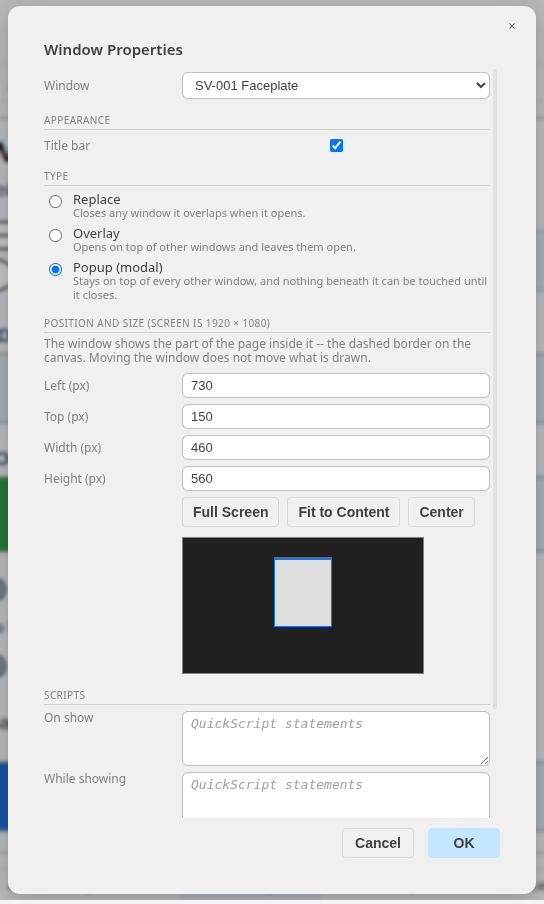 ×
Window Properties
Window
SV-001 Faceplate
APPEARANCE
Title bar
TYPE
Replace
Closes any window it overlaps when it opens.
Overlay
Opens on top of other windows and leaves them open.
Popup (modal)
Stays on top of every other window, and nothing beneath it can be touched until
it closes.
POSITION AND SIZE (SCREEN IS 1920 × 1080)
The window shows the part of the page inside it -- the dashed border on the
canvas. Moving the window does not move what is drawn.
Left (px) 730
Top (px) 150
Width (px) 460
Height (px) 560
Full Screen Fit to Content Center
SCRIPTS
On show QuickScript statements
While showing QuickScript statements
Cancel OK